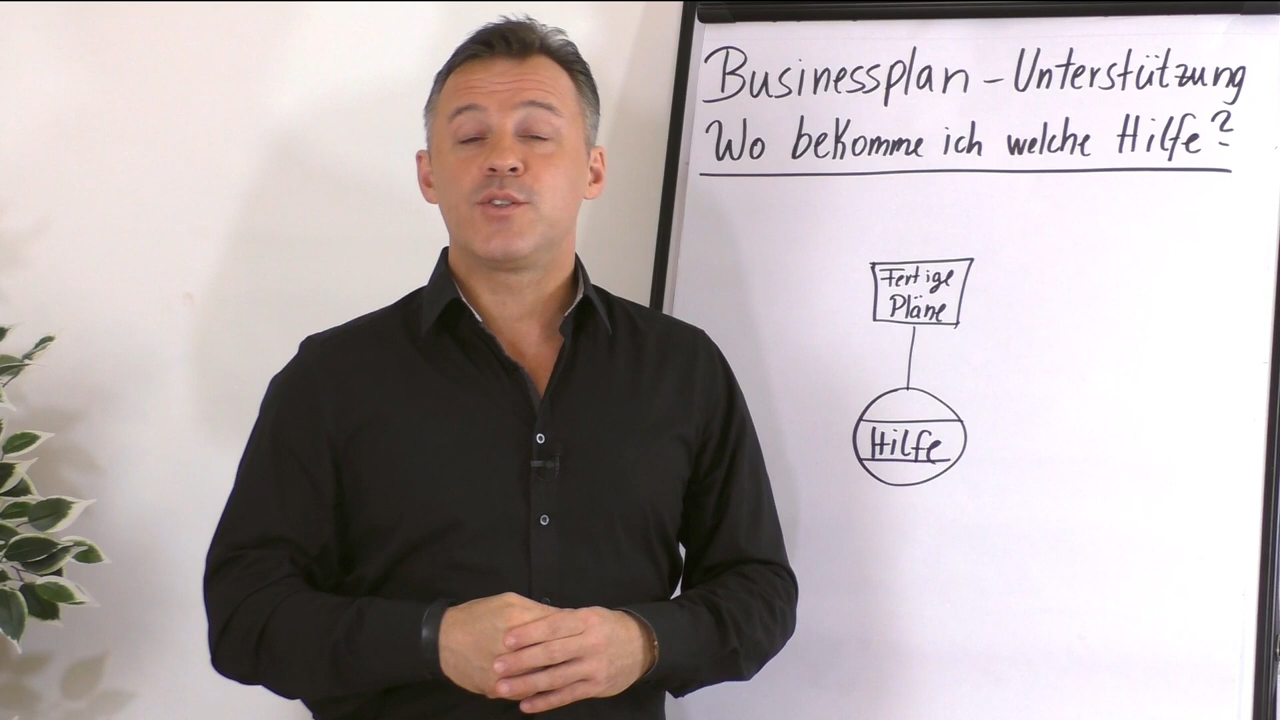 Businessplan - Unterstützung
Wo bekomme ich welche Hilfe?
Fertige
Pläne
Hilfe